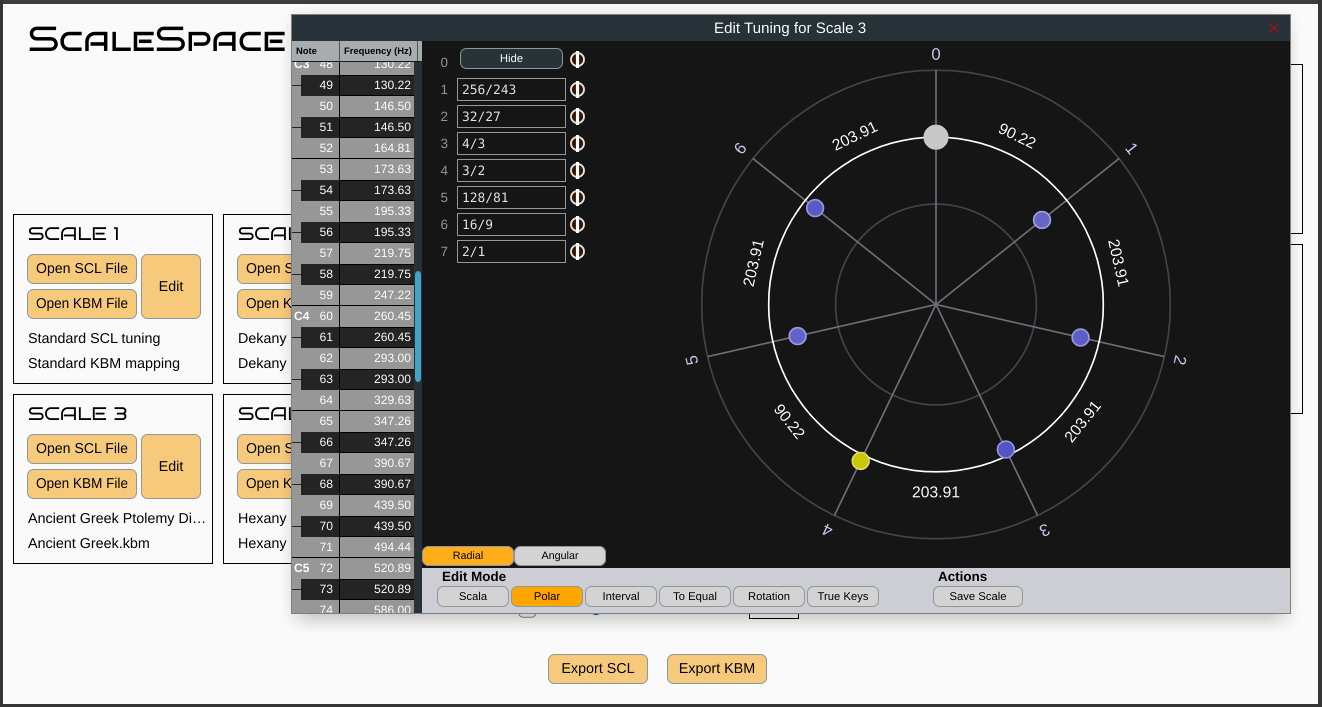 ScaleSpace
Edit Tuning for Scale 3
×
SCALE 1
Open SCL File
Open KBM File
Edit
Standard SCL tuning
Standard KBM mapping
Open S
Open K
Dekany
Dekany
SCALE 3
Open SCL File
Open KBM File
Edit
Ancient Greek Ptolemy Di...
Ancient Greek.kbm
Open S
Open K
Hexany
Hexany
Note Frequency (Hz)
C3 48 130.22
49 130.22
50 146.50
51 146.50
52 164.81
53 173.63
54 173.63
55 195.33
56 195.33
57 219.75
58 219.75
59 247.22
C4 60 260.45
61 260.45
62 293.00
63 293.00
64 329.63
65 347.26
66 347.26
67 390.67
68 390.67
69 439.50
70 439.50
71 494.44
C5 72 520.89
73 520.89
74 586.00
0 Hide
1 256/243
2 32/27
3 4/3
4 3/2
5 128/81
6 16/9
7 2/1
0
1
2
3
4
5
6
90.22
203.91
203.91
203.91
90.22
203.91
203.91
Radial Angular
Edit Mode
Scala Polar Interval To Equal Rotation True Keys
Actions
Save Scale
Export SCL Export KBM